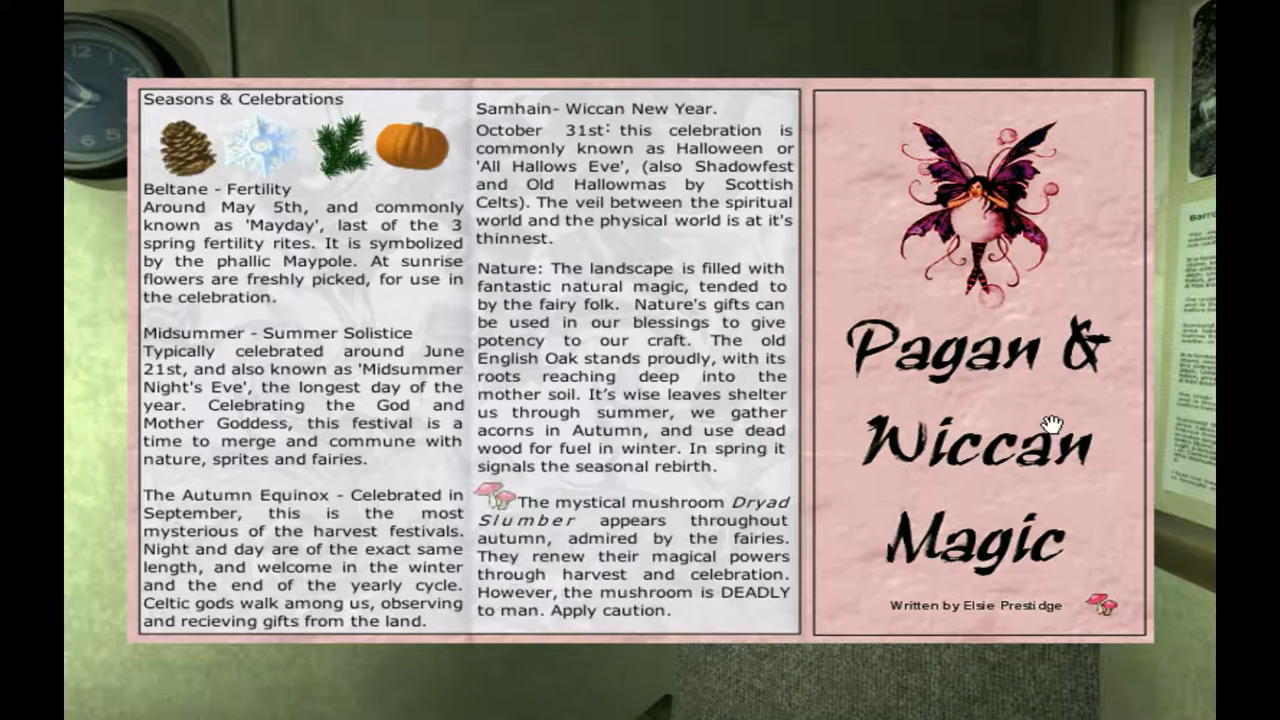 Seasons & Celebrations
Beltane - Fertility
Around May 5th, and commonly
known as 'Mayday', last of the 3
spring fertility rites. It is symbolized
by the phallic Maypole. At sunrise
flowers are freshly picked, for use in
the celebration.
Midsummer - Summer Solistice
Typically celebrated around June
21st, and also known as 'Midsummer
Night's Eve', the longest day of the
year. Celebrating the God and
Mother Goddess, this festival is a
time to merge and commune with
nature, sprites and fairies.
The Autumn Equinox - Celebrated in
September, this is the most
mysterious of the harvest festivals.
Night and day are of the exact same
length, and welcome in the winter
and the end of the yearly cycle.
Celtic gods walk among us, observing
and recieving gifts from the land.
Samhain- Wiccan New Year.
October 31st: this celebration is
commonly known as Halloween or
'All Hallows Eve', (also Shadowfest
and Old Hallowmas by Scottish
Celts). The veil between the spiritual
world and the physical world is at it's
thinnest.
Nature: The landscape is filled with
fantastic natural magic, tended to
by the fairy folk. Nature's gifts can
be used in our blessings to give
potency to our craft. The old
English Oak stands proudly, with its
roots reaching deep into the
mother soil. It's wise leaves shelter
us through summer, we gather
acorns in Autumn, and use dead
wood for fuel in winter. In spring it
signals the seasonal rebirth.
The mystical mushroom Dryad
Slumber appears throughout
autumn, admired by the fairies.
They renew their magical powers
through harvest and celebration.
However, the mushroom is DEADLY
to man. Apply caution.
Pagan &
Wiccan
Magic
Written by Elsie Prestidge
12
6